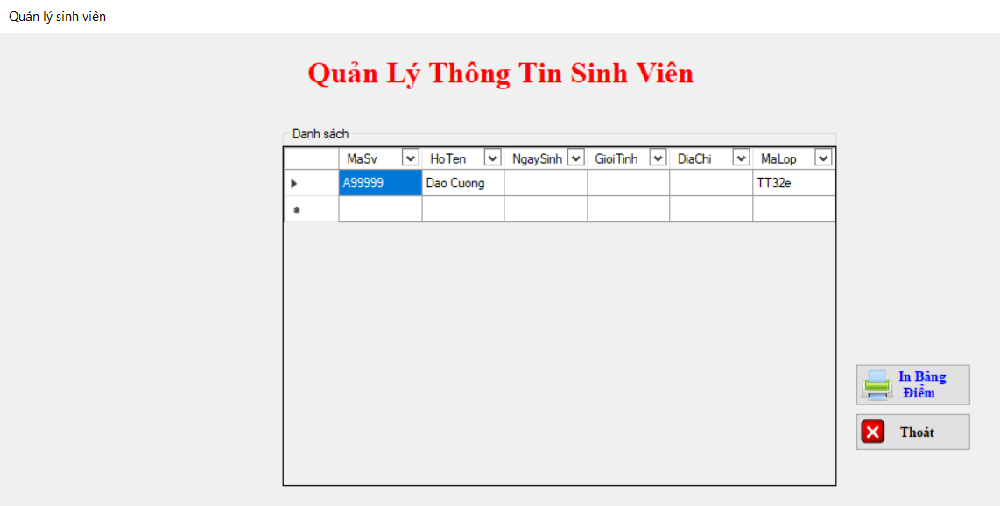 Quản lý sinh viên
Quản Lý Thông Tin Sinh Viên
Danh sách
MaSv HoTen NgaySinh GioiTinh DiaChi MaLop
A99999 Dao Cuong TT32e
In Bảng
Điểm
Thoát